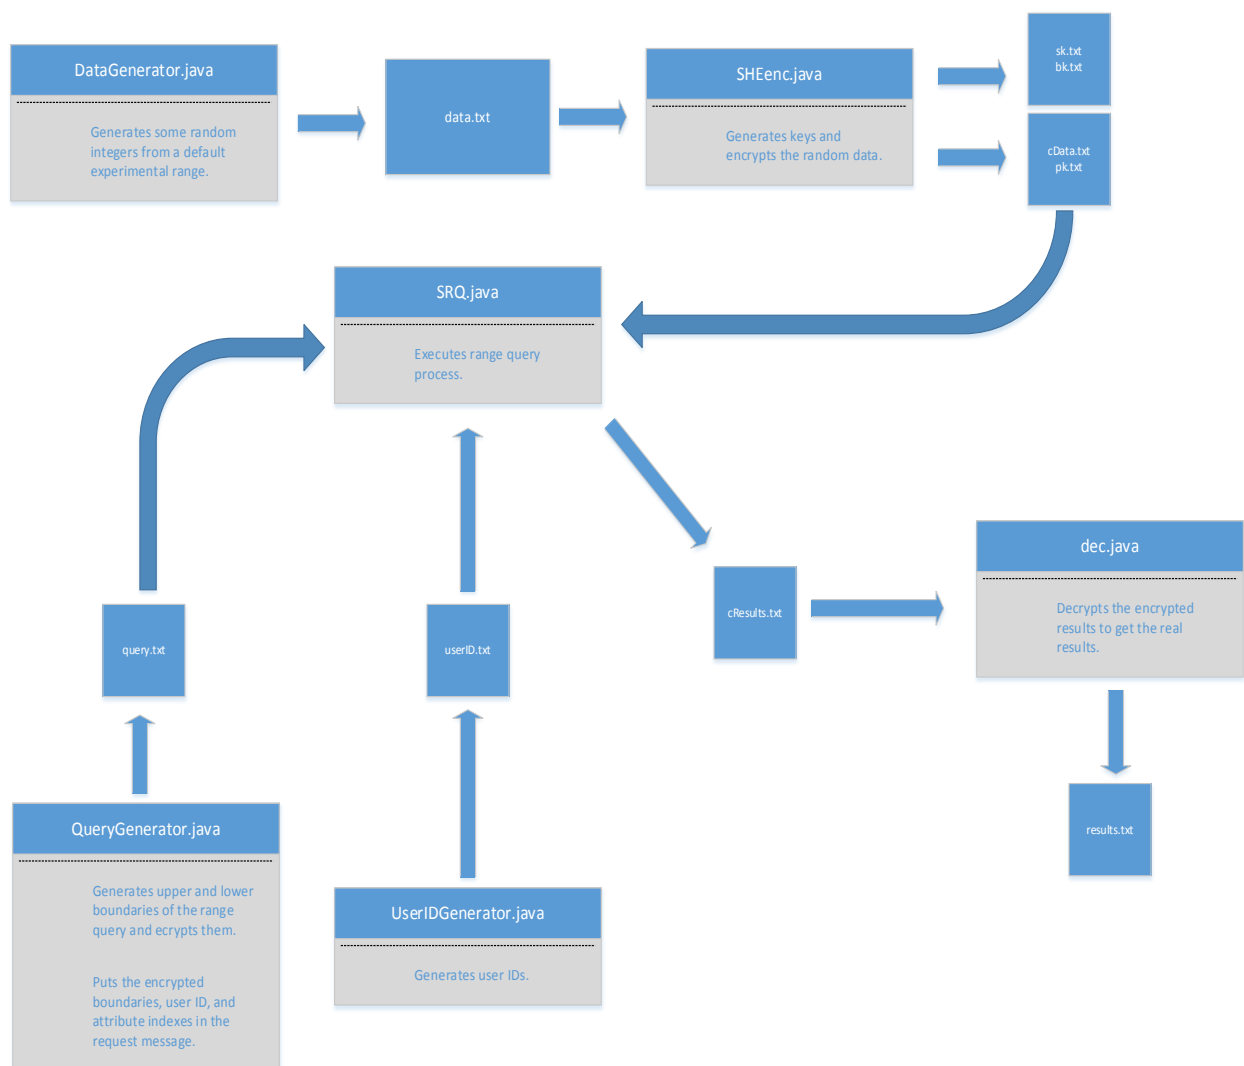 DataGenerator.java
Generates some random
integers from a default
experimental range.
data.txt
SHEenc.java
Generates keys and
encrypts the random data.
sk.txt
bk.txt
cData.txt
pk.txt
SRQ.java
Executes range query
process.
query.txt
userID.txt
cResults.txt
dec.java
Decrypts the encrypted
results to get the real
results.
results.txt
QueryGenerator.java
Generates upper and lower
boundaries of the range
query and ecrypts them.
Puts the encrypted
boundaries, user ID, and
attribute indexes in the
request message.
UserIDGenerator.java
Generates user IDs.